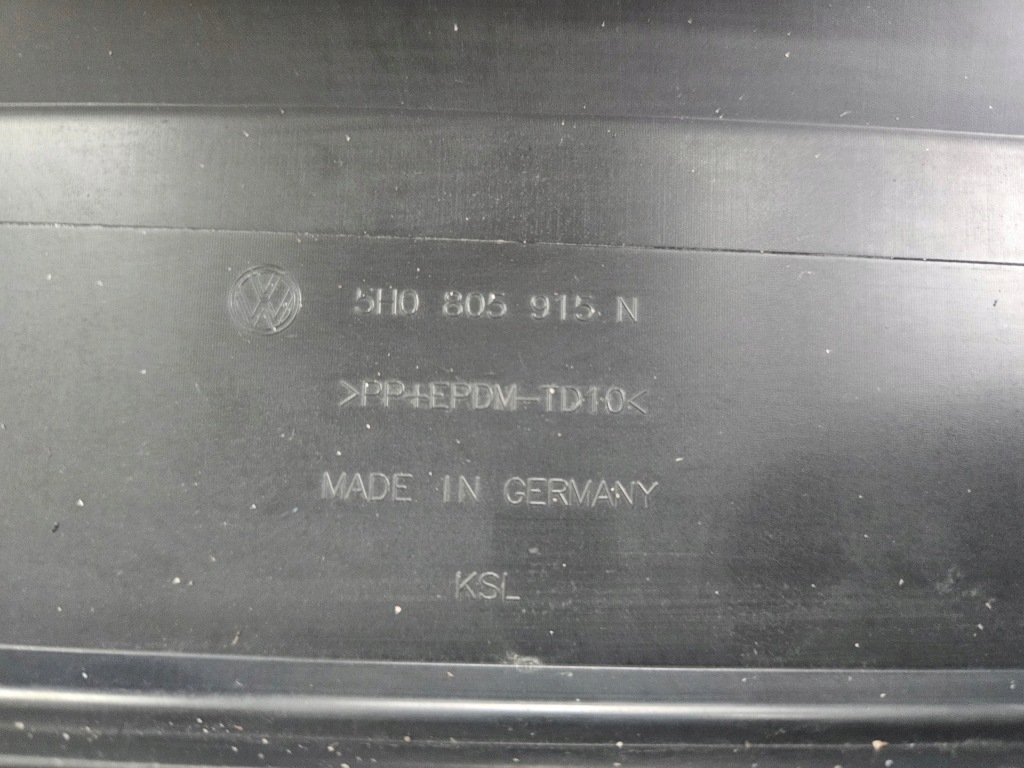 5H0 805 915 N
>PP+EPDM-TD10<
MADE IN GERMANY
KSL